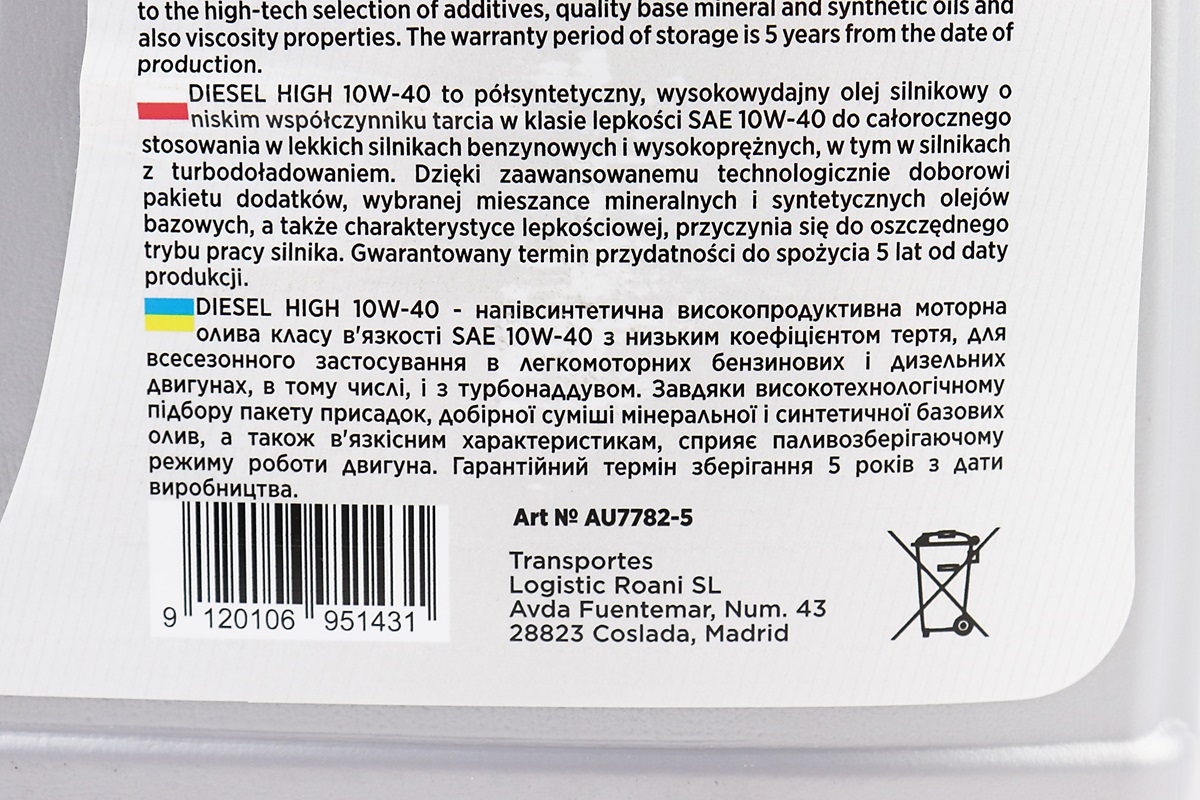 to the high-tech selection of additives, quality base mineral and synthetic oils and
also viscosity properties. The warranty period of storage is 5 years from the date of
production.
DIESEL HIGH 10W-40 to półsyntetyczny, wysokowydajny olej silnikowy o
niskim współczynniku tarcia w klasie lepkości SAE 10W-40 do całorocznego
stosowania w lekkich silnikach benzynowych i wysokoprężnych, w tym w silnikach
z turbodoładowaniem. Dzięki zaawansowanemu technologicznie doborowi
pakietu dodatków, wybranej mieszance mineralnych i syntetycznych olejów
bazowych, a także charakterystyce lepkościowej, przyczynia się do oszczędnego
trybu pracy silnika. Gwarantowany termin przydatności do spożycia 5 lat od daty
produkcji.
DIESEL HIGH 10W-40 - напівсинтетична високопродуктивна моторна
олива класу в'язкості SAE 10W-40 з низьким коефіцієнтом тертя, для
всесезонного застосування в легкомоторних бензинових і дизельних
двигунах, в тому числі, і з турбонаддувом. Завдяки високотехнологічному
підбору пакету присадок, добірної суміші мінеральної і синтетичної базових
олив, а також в'язкісним характеристикам, сприяє паливозберігаючому
режиму роботи двигуна. Гарантійний термін зберігання 5 років з дати
виробництва.
Art № AU7782-5
Transportes
Logistic Roani SL
Avda Fuentemar, Num. 43
28823 Coslada, Madrid
9 120106 951431